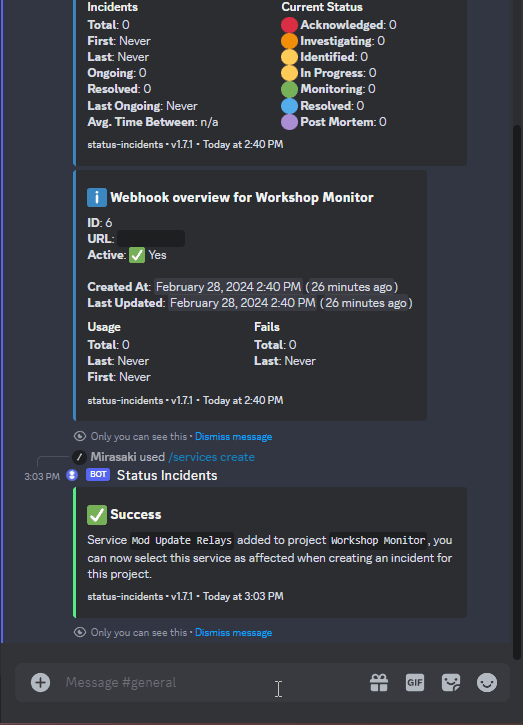 Incidents
Total: 0
First: Never
Last: Never
Ongoing: 0
Resolved: 0
Last Ongoing: Never
Avg. Time Between: n/a
Current Status
Acknowledged: 0
Investigating: 0
Identified: 0
In Progress: 0
Monitoring: 0
Resolved: 0
Post Mortem: 0
status-incidents • v1.7.1 • Today at 2:40 PM
Webhook overview for Workshop Monitor
ID: 6
URL:
Active: Yes
Created At: February 28, 2024 2:40 PM (26 minutes ago)
Last Updated: February 28, 2024 2:40 PM (26 minutes ago)
Usage
Total: 0
Last: Never
First: Never
Fails
Total: 0
Last: Never
status-incidents • v1.7.1 • Today at 2:40 PM
Only you can see this • Dismiss message
Mirasaki used /services create
3:03 PM BOT Status Incidents
Success
Service Mod Update Relays added to project Workshop Monitor, you
can now select this service as affected when creating an incident for
this project.
status-incidents • v1.7.1 • Today at 3:03 PM
Only you can see this • Dismiss message
Message #general
GIF